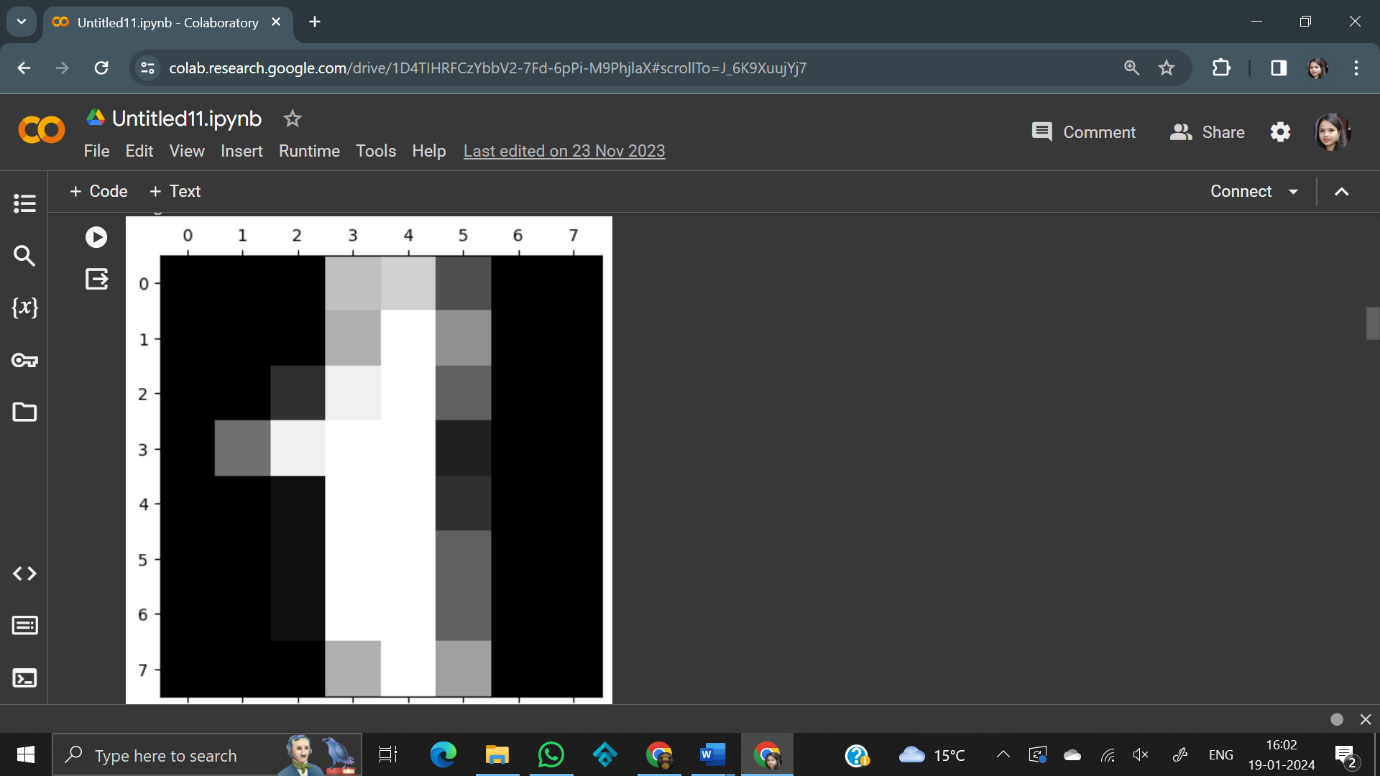 Untitled11.ipynb - Colaboratory
colab.research.google.com/drive/1D4TIHRFCzYbbV2-7Fd-6pPi-M9PhjlaX#scrollTo=J_6K9XuujYj7
CO Untitled11.ipynb
Comment Share
File Edit View Insert Runtime Tools Help Last edited on 23 Nov 2023
+ Code + Text Connect
{x}
0 1 2 3 4 5 6 7
0
1
2
3
4
5
6
7
Type here to search
15°C
ENG
16:02
19-01-2024
2